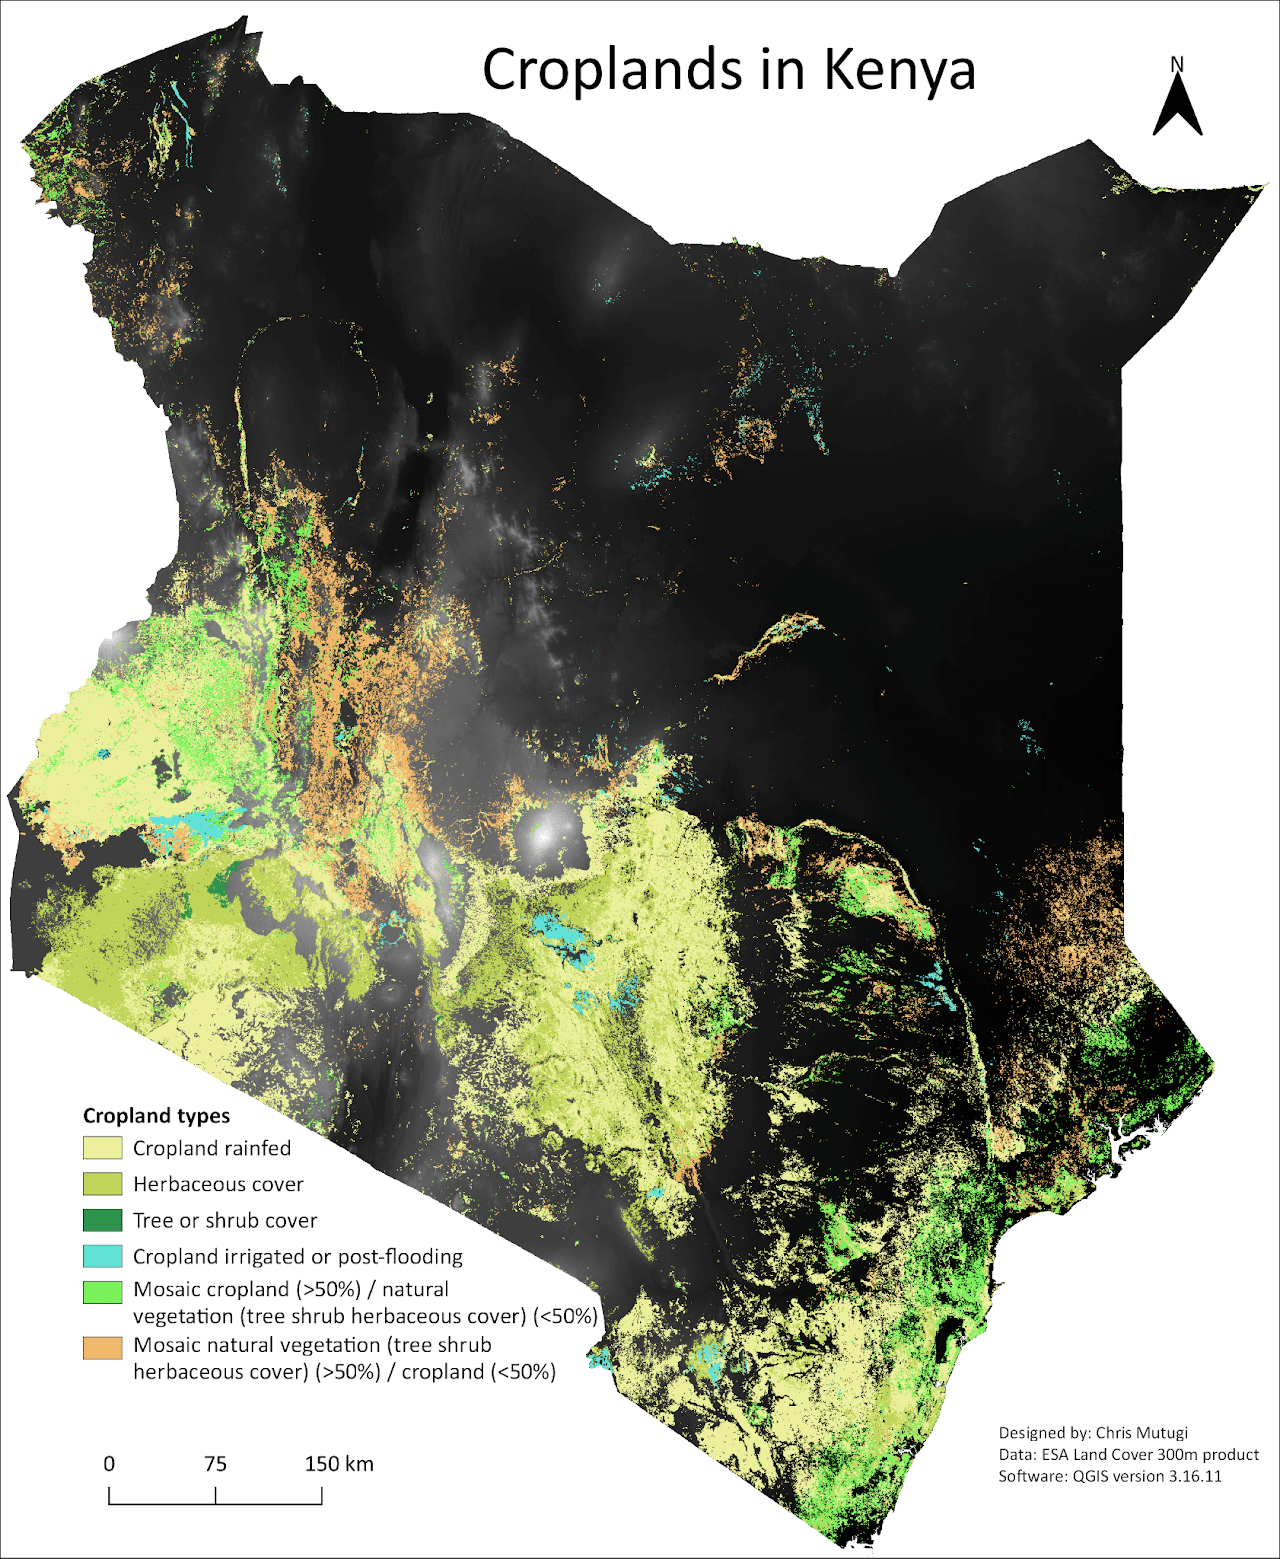 Croplands in Kenya
N
Cropland types
Cropland rainfed
Herbaceous cover
Tree or shrub cover
Cropland irrigated or post-flooding
Mosaic cropland (>50%) / natural
vegetation (tree shrub herbaceous cover) (<50%)
Mosaic natural vegetation (tree shrub
herbaceous cover) (>50%) / cropland (<50%)
0 75 150 km
Designed by: Chris Mutugi
Data: ESA Land Cover 300m product
Software: QGIS version 3.16.11